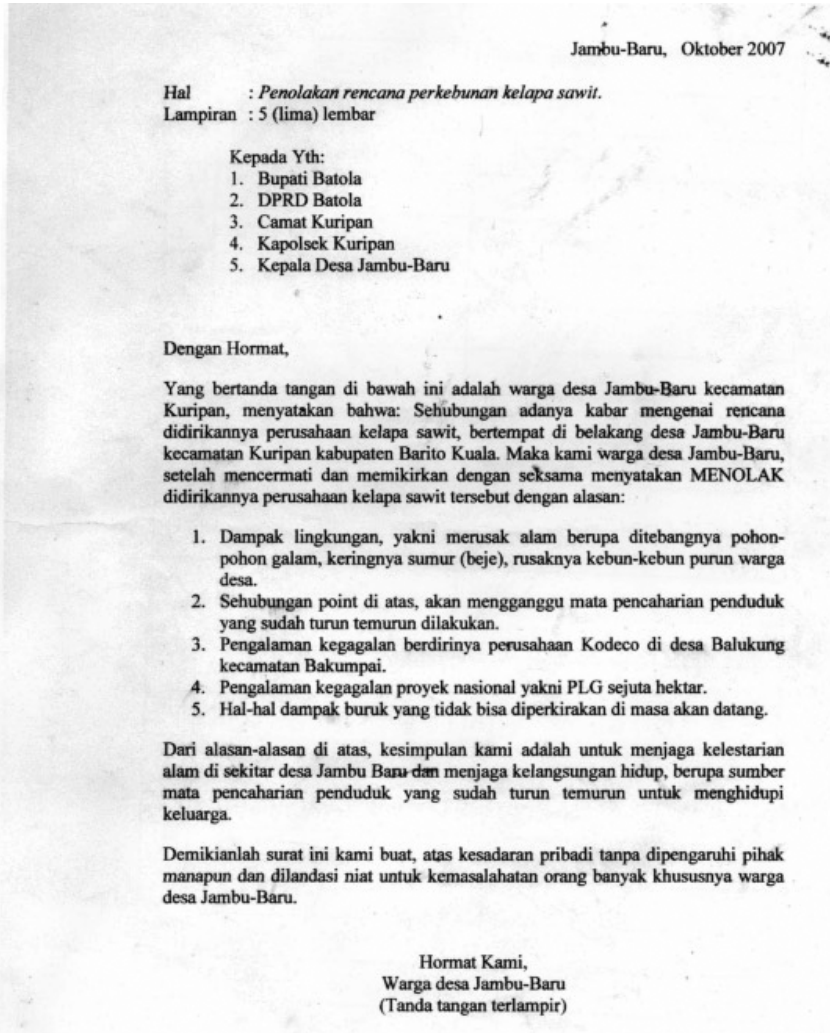 Jambu-Baru, Oktober 2007
Hal : Penolakan rencana perkebunan kelapa sawit.
Lampiran : 5 (lima) lembar
Kepada Yth:
1. Bupati Batola
2. DPRD Batola
3. Camat Kuripan
4. Kapolsek Kuripan
5. Kepala Desa Jambu-Baru
Dengan Hormat,
Yang bertanda tangan di bawah ini adalah warga desa Jambu-Baru kecamatan
Kuripan, menyatakan bahwa: Sehubungan adanya kabar mengenai rencana
didirikannya perusahaan kelapa sawit, bertempat di belakang desa Jambu-Baru
kecamatan Kuripan kabupaten Barito Kuala. Maka kami warga desa Jambu-Baru,
setelah mencermati dan memikirkan dengan seksama menyatakan MENOLAK
didirikannya perusahaan kelapa sawit tersebut dengan alasan:
1. Dampak lingkungan, yakni merusak alam berupa ditebangnya pohon-
pohon galam, keringnya sumur (beje), rusaknya kebun-kebun purun warga
desa.
2. Sehubungan point di atas, akan mengganggu mata pencaharian penduduk
yang sudah turun temurun dilakukan.
3. Pengalaman kegagalan berdirinya perusahaan Kodeco di desa Balukung
kecamatan Bakumpai.
4. Pengalaman kegagalan proyek nasional yakni PLG sejuta hektar.
5. Hal-hal dampak buruk yang tidak bisa diperkirakan di masa akan datang.
Dari alasan-alasan di atas, kesimpulan kami adalah untuk menjaga kelestarian
alam di sekitar desa Jambu Baru dan menjaga kelangsungan hidup, berupa sumber
mata pencaharian penduduk yang sudah turun temurun untuk menghidupi
keluarga.
Demikianlah surat ini kami buat, atas kesadaran pribadi tanpa dipengaruhi pihak
manapun dan dilandasi niat untuk kemasalahatan orang banyak khususnya warga
desa Jambu-Baru.
Hormat Kami,
Warga desa Jambu-Baru
(Tanda tangan terlampir)